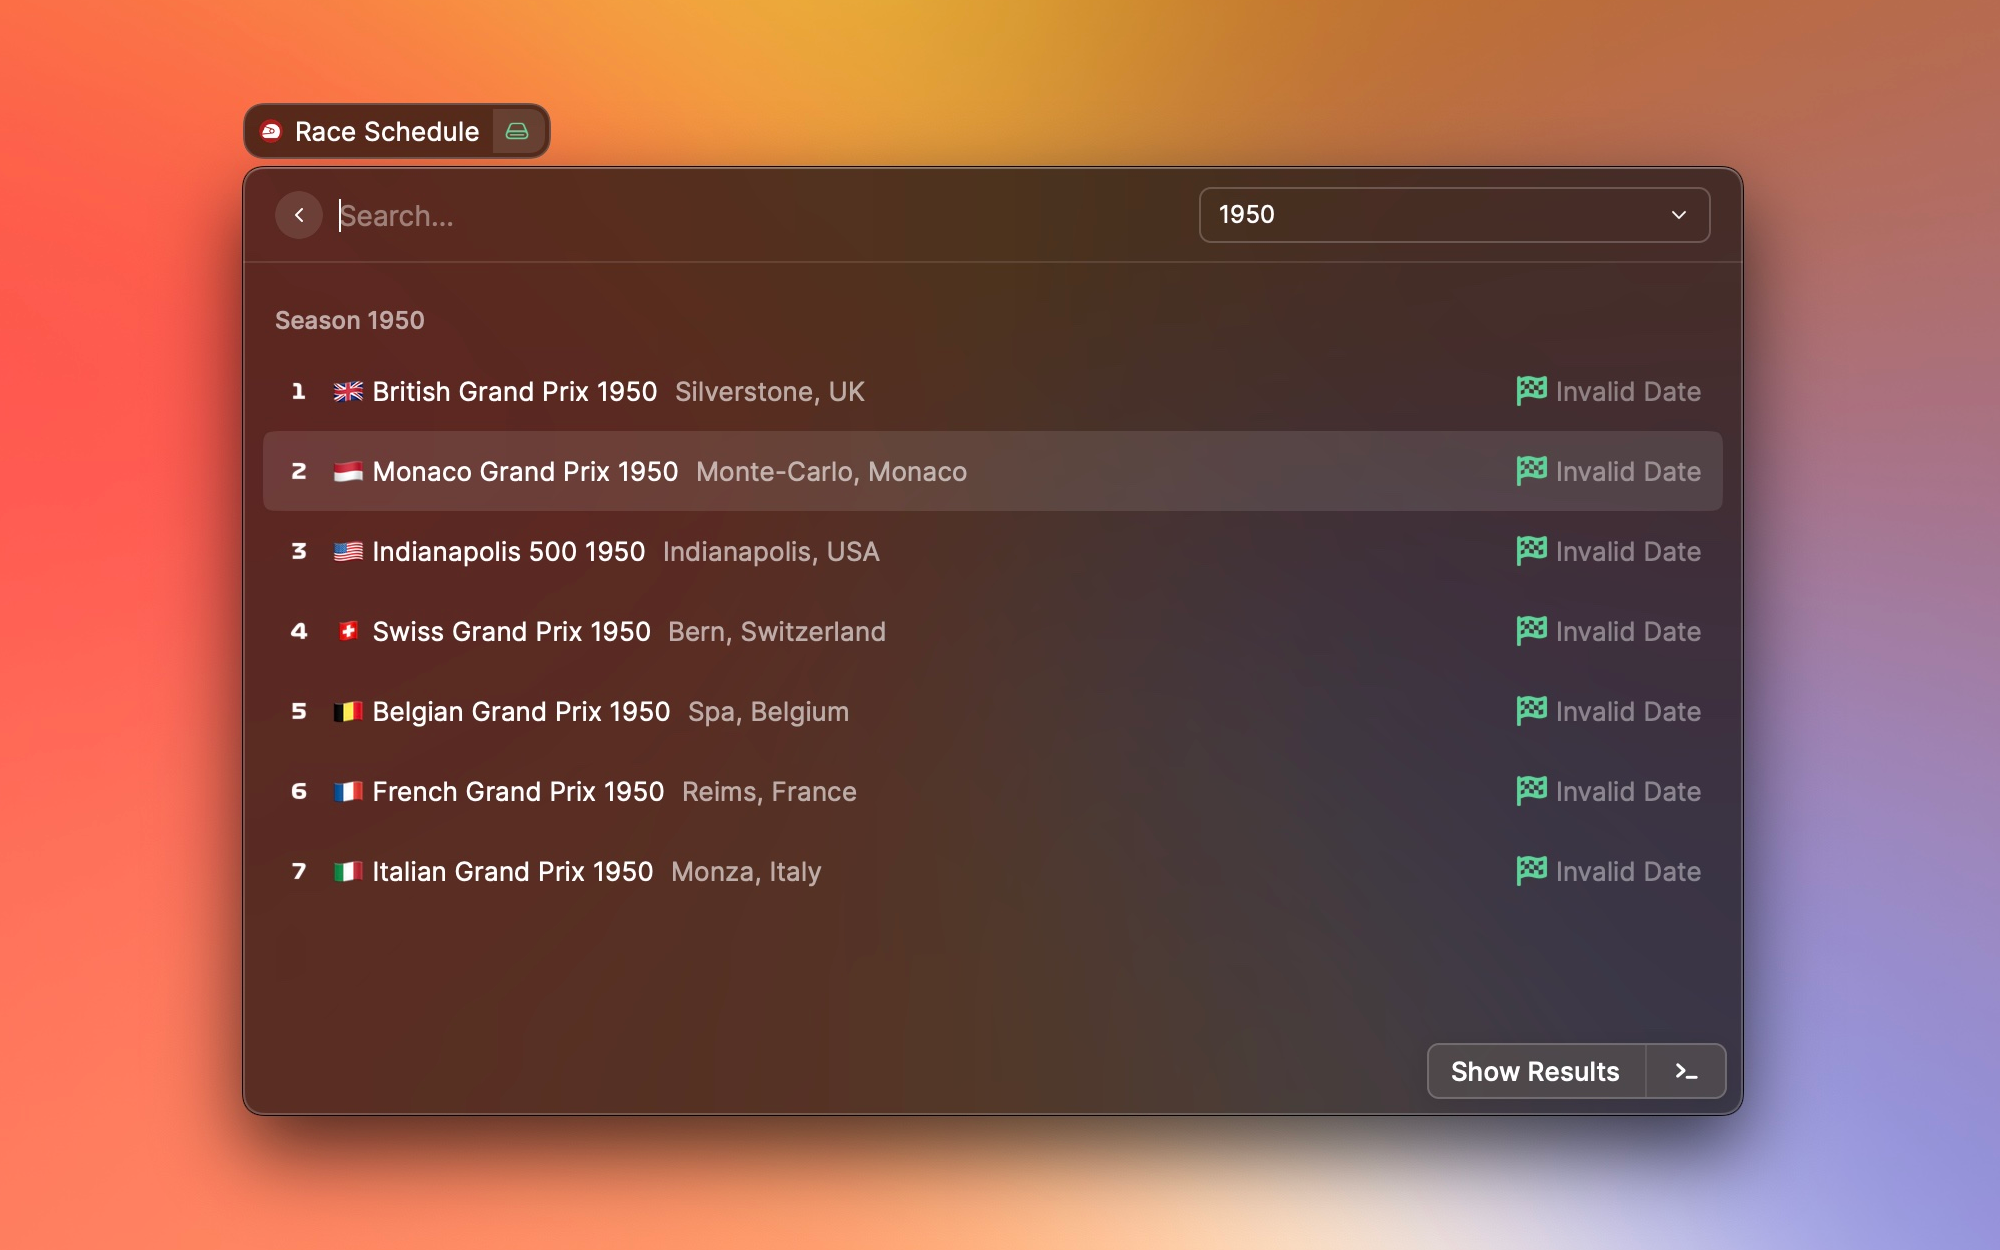 Race Schedule
Search...
1950
Season 1950
1 British Grand Prix 1950 Silverstone, UK Invalid Date
2 Monaco Grand Prix 1950 Monte-Carlo, Monaco Invalid Date
3 Indianapolis 500 1950 Indianapolis, USA Invalid Date
4 Swiss Grand Prix 1950 Bern, Switzerland Invalid Date
5 Belgian Grand Prix 1950 Spa, Belgium Invalid Date
6 French Grand Prix 1950 Reims, France Invalid Date
7 Italian Grand Prix 1950 Monza, Italy Invalid Date
Show Results